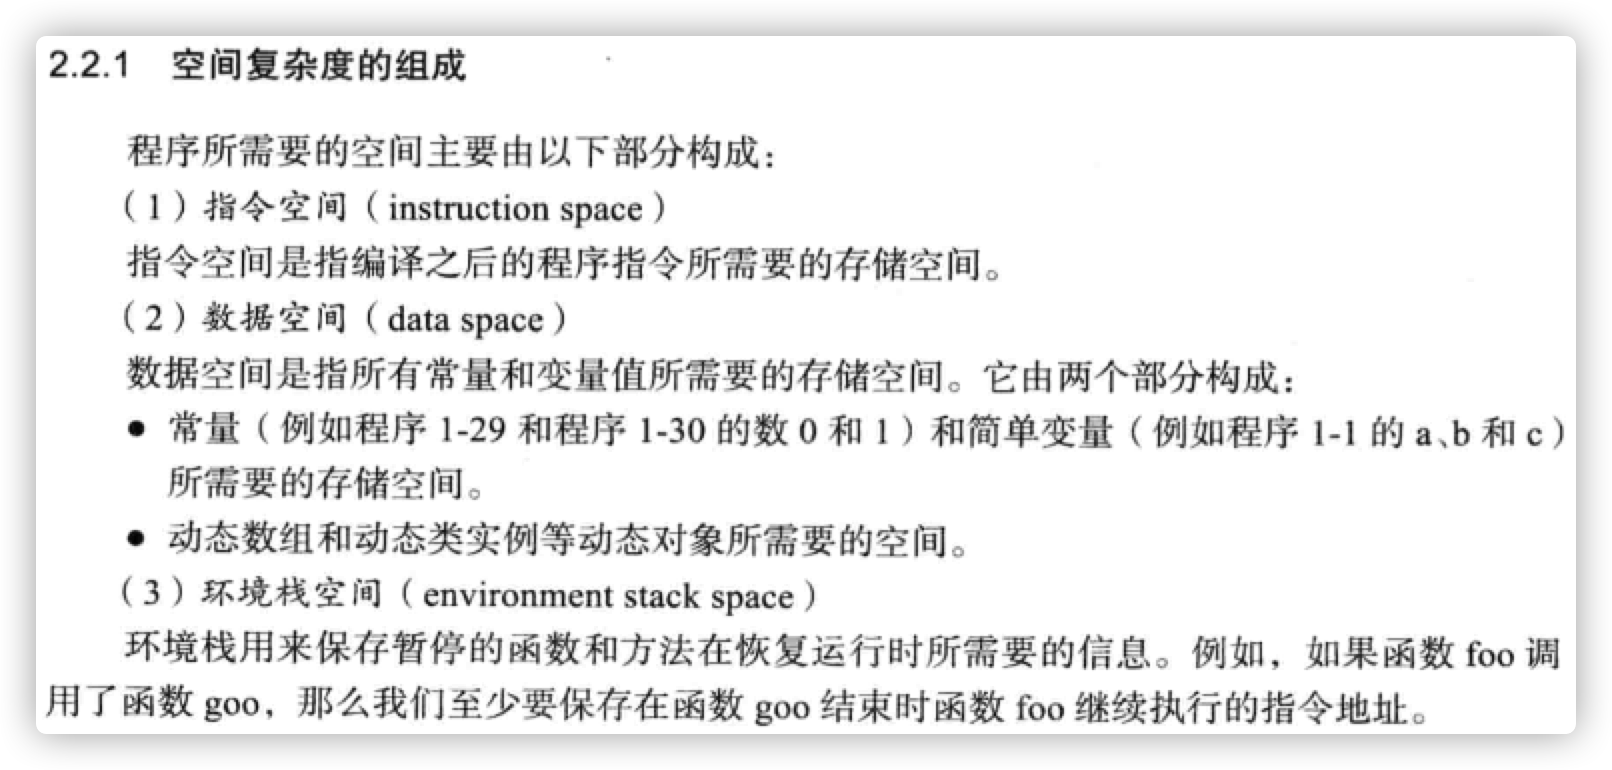 2.2.1 空间复杂度的组成
程序所需要的空间主要由以下部分构成：
（1）指令空间（instruction space）
指令空间是指编译之后的程序指令所需要的存储空间。
（2）数据空间（data space）
数据空间是指所有常量和变量值所需要的存储空间。它由两个部分构成：
● 常量（例如程序 1-29 和程序 1-30 的数 0 和 1）和简单变量（例如程序 1-1 的 a、b 和 c）
所需要的存储空间。
● 动态数组和动态类实例等动态对象所需要的空间。
（3）环境栈空间（environment stack space）
环境栈用来保存暂停的函数和方法在恢复运行时所需要的信息。例如，如果函数 foo 调
用了函数 goo，那么我们至少要保存在函数 goo 结束时函数 foo 继续执行的指令地址。